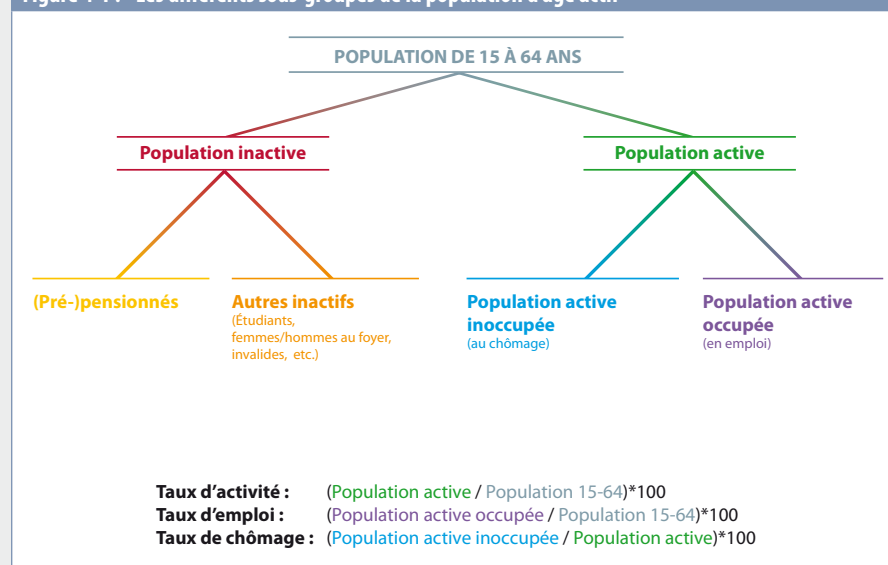 POPULATION DE 15 À 64 ANS
Population inactive
Population active
(Pré-)pensionnés
Autres inactifs
(Étudiants,
femmes/hommes au foyer,
invalides, etc.)
Population active
inoccupée
(au chômage)
Population active
occupée
(en emploi)
Taux d'activité : (Population active / Population 15-64)*100
Taux d'emploi : (Population active occupée / Population 15-64)*100
Taux de chômage : (Population active inoccupée / Population active)*100